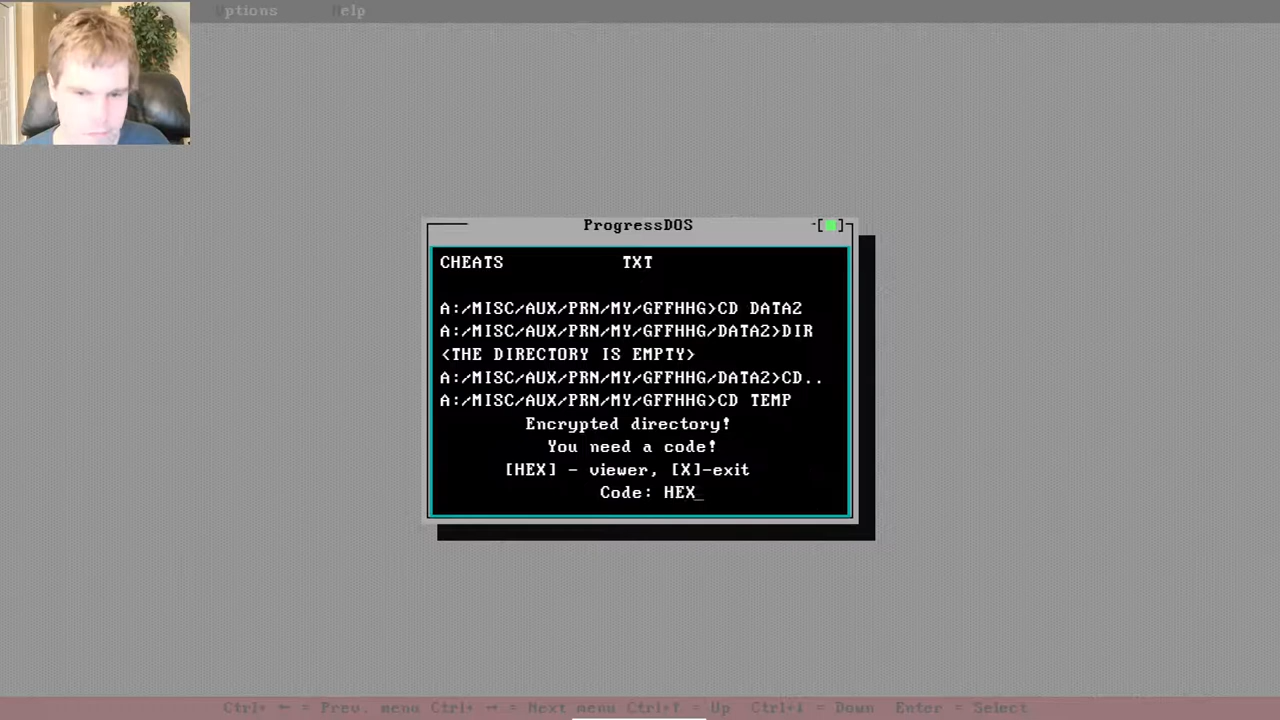 Options Help
ProgressDOS
CHEATS TXT
A:/MISC/AUX/PRN/MY/GFFHHG>CD DATA2
A:/MISC/AUX/PRN/MY/GFFHHG/DATA2>DIR
<THE DIRECTORY IS EMPTY>
A:/MISC/AUX/PRN/MY/GFFHHG/DATA2>CD..
A:/MISC/AUX/PRN/MY/GFFHHG>CD TEMP
Encrypted directory!
You need a code!
[HEX] - viewer, [X]-exit
Code: HEX_
Ctrl+ ← = Prev. menu Ctrl+ → = Next menu Ctrl+↑ = Up Ctrl+↓ = Down Enter = Select